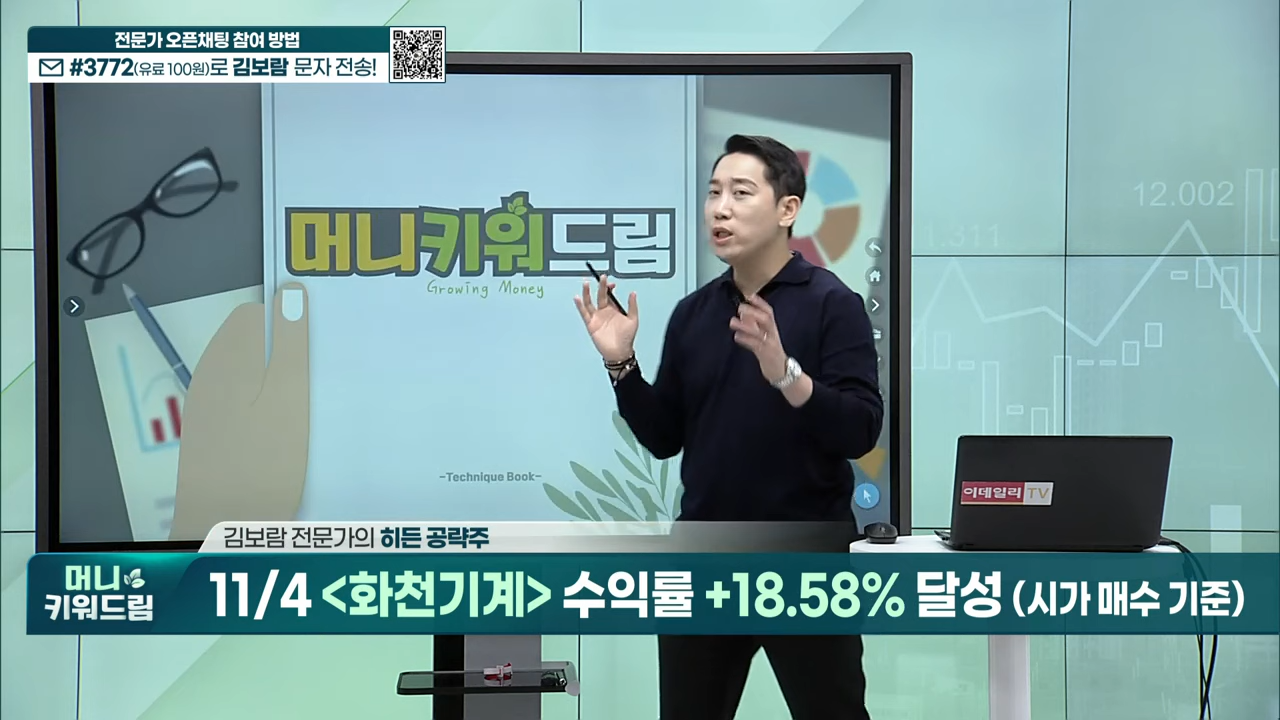 전문가 오픈채팅 참여 방법
#3772(유료 100원)로 김보람 문자 전송!
머니키워드림
Growing Money
-Technique Book-
12.002
1.311
이데일리TV
김보람 전문가의 히든 공략주
머니키워드림
11/4 <화천기계> 수익률 +18.58% 달성 (시가 매수 기준)